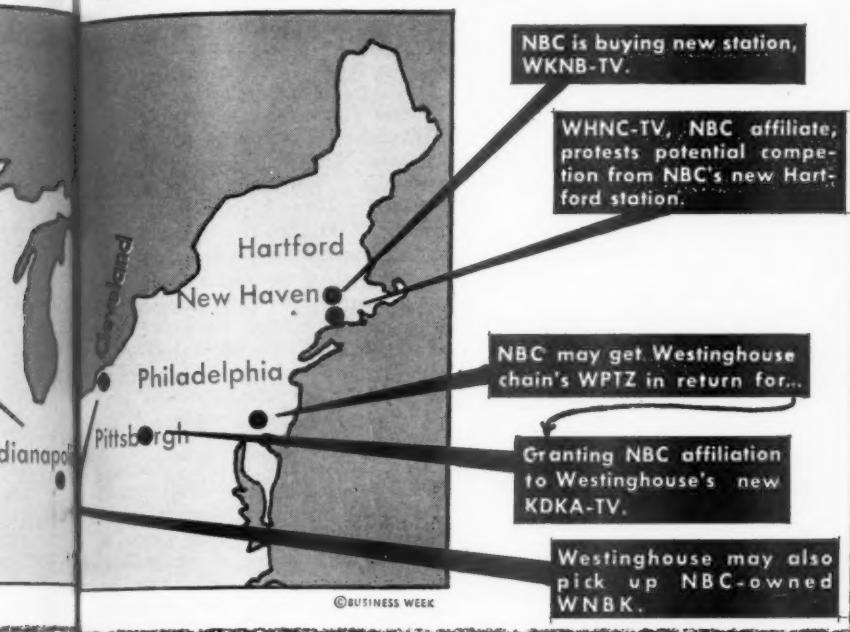 NBC is buying new station,
WKNB-TV.
WHNC-TV, NBC affiliate,
protests potential compe-
tion from NBC's new Hart-
ford station.
Hartford
New Haven
Cleveland
Philadelphia
Pittsborgh
dianapol
NBC may get Westinghouse
chain's WPTZ in return for...
Granting NBC affiliation
to Westinghouse's new
KDKA-TV.
Westinghouse may also
pick up NBC-owned
WNBK.
©BUSINESS WEEK